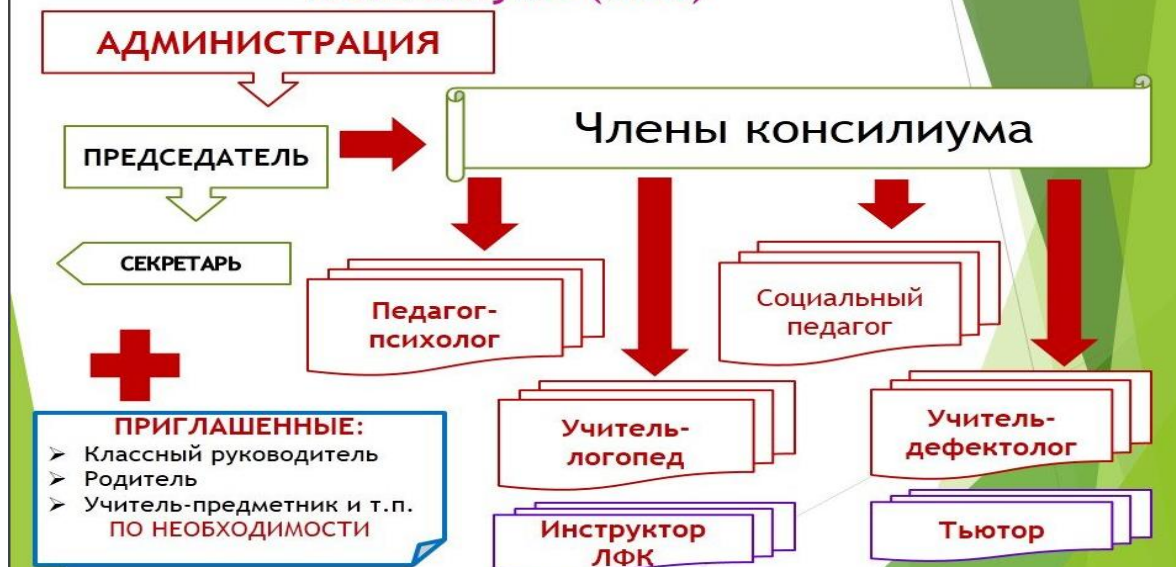 АДМИНИСТРАЦИЯ
ПРЕДСЕДАТЕЛЬ
СЕКРЕТАРЬ
Члены консилиума
Педагог-
психолог
Социальный
педагог
Учитель-
логопед
Учитель-
дефектолог
Инструктор
ЛФК
Тьютор
ПРИГЛАШЕННЫЕ:
➢ Классный руководитель
➢ Родитель
➢ Учитель-предметник и т.п.
ПО НЕОБХОДИМОСТИ